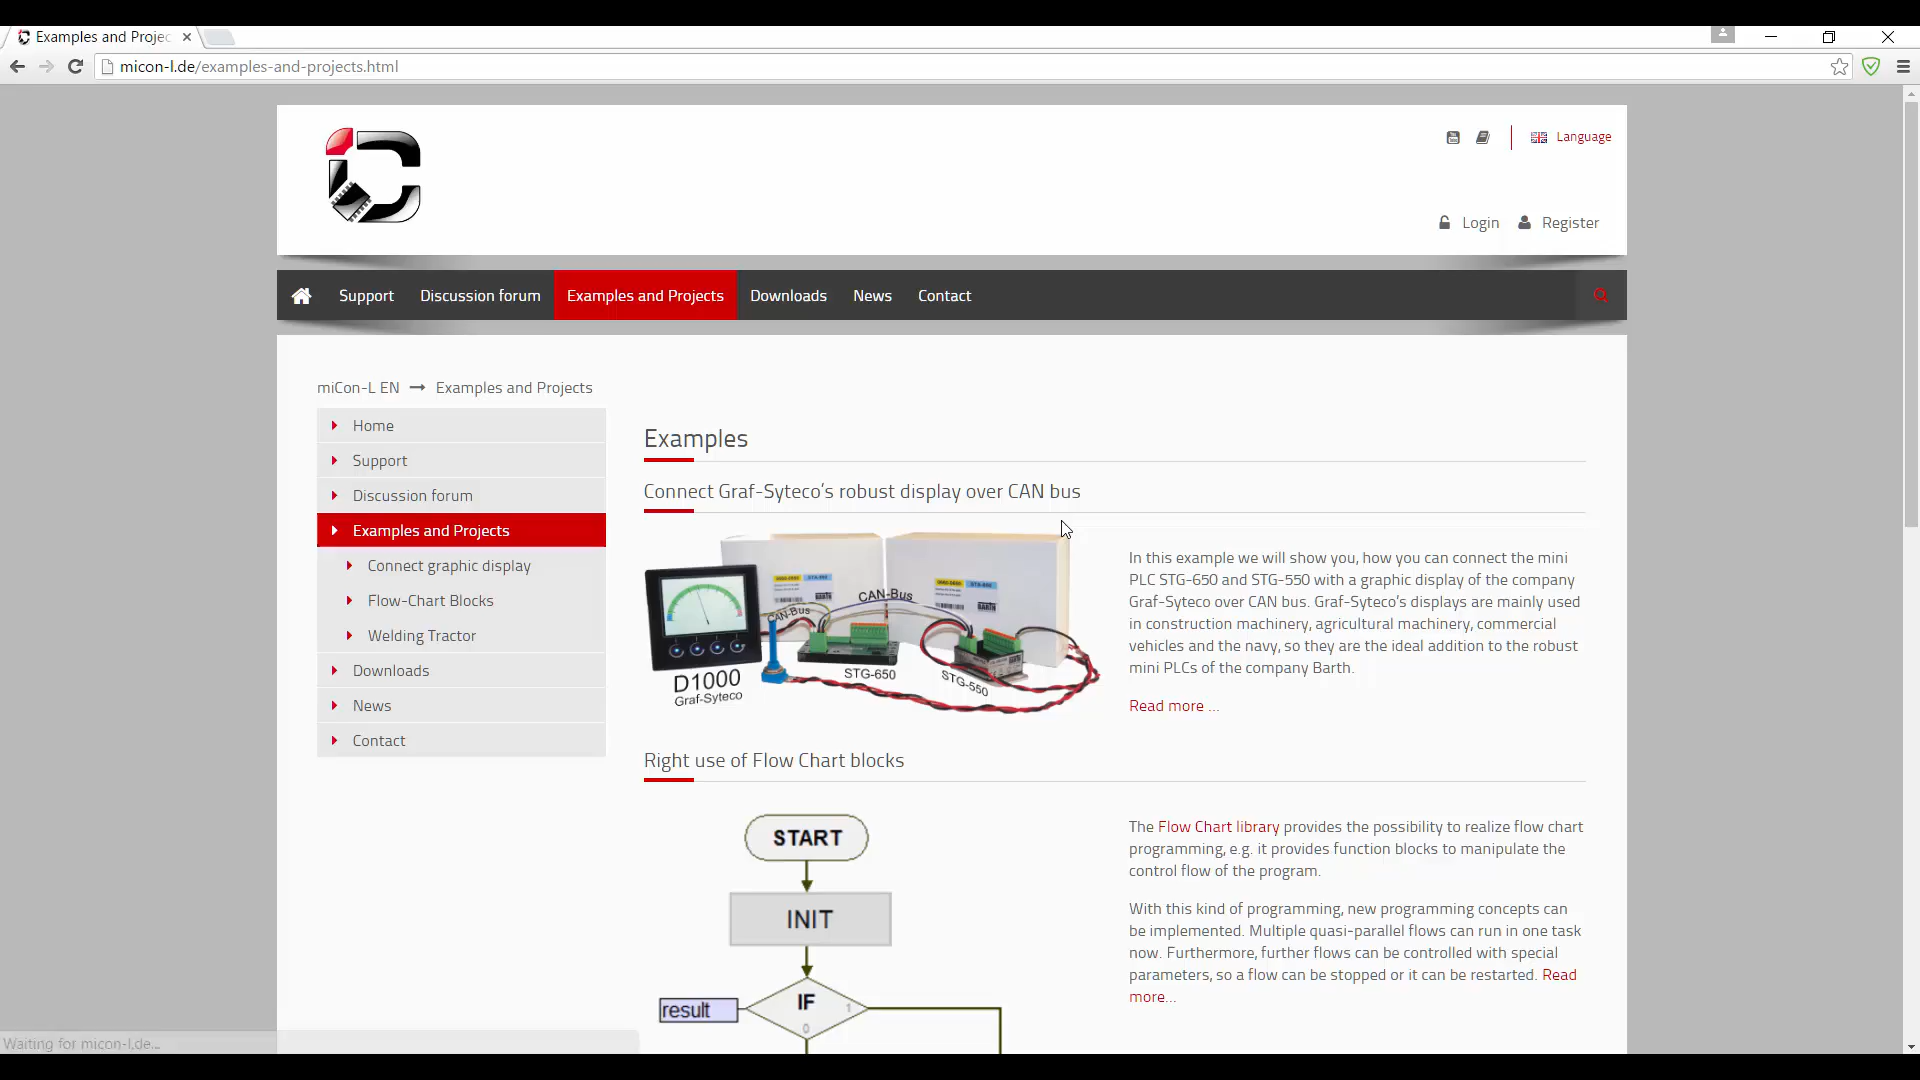 Examples and Projec
micon-l.de/examples-and-projects.html
Language
Login Register
Support Discussion forum Examples and Projects Downloads News Contact
miCon-L EN Examples and Projects
Home
Support
Discussion forum
Examples and Projects
Connect graphic display
Flow-Chart Blocks
Welding Tractor
Downloads
News
Contact
Examples
Connect Graf-Syteco's robust display over CAN bus
CAN-Bus
CAN-Bus
D1000
Graf-Syteco
STG-650
STG-550
In this example we will show you, how you can connect the mini
PLC STG-650 and STG-550 with a graphic display of the company
Graf-Syteco over CAN bus. Graf-Syteco's displays are mainly used
in construction machinery, agricultural machinery, commercial
vehicles and the navy, so they are the ideal addition to the robust
mini PLCs of the company Barth.
Read more ...
Right use of Flow Chart blocks
START
INIT
IF
result
1
0
The Flow Chart library provides the possibility to realize flow chart
programming, e.g. it provides function blocks to manipulate the
control flow of the program.
With this kind of programming, new programming concepts can
be implemented. Multiple quasi-parallel flows can run in one task
now. Furthermore, further flows can be controlled with special
parameters, so a flow can be stopped or it can be restarted. Read
more...
Waiting for micon-l.de...